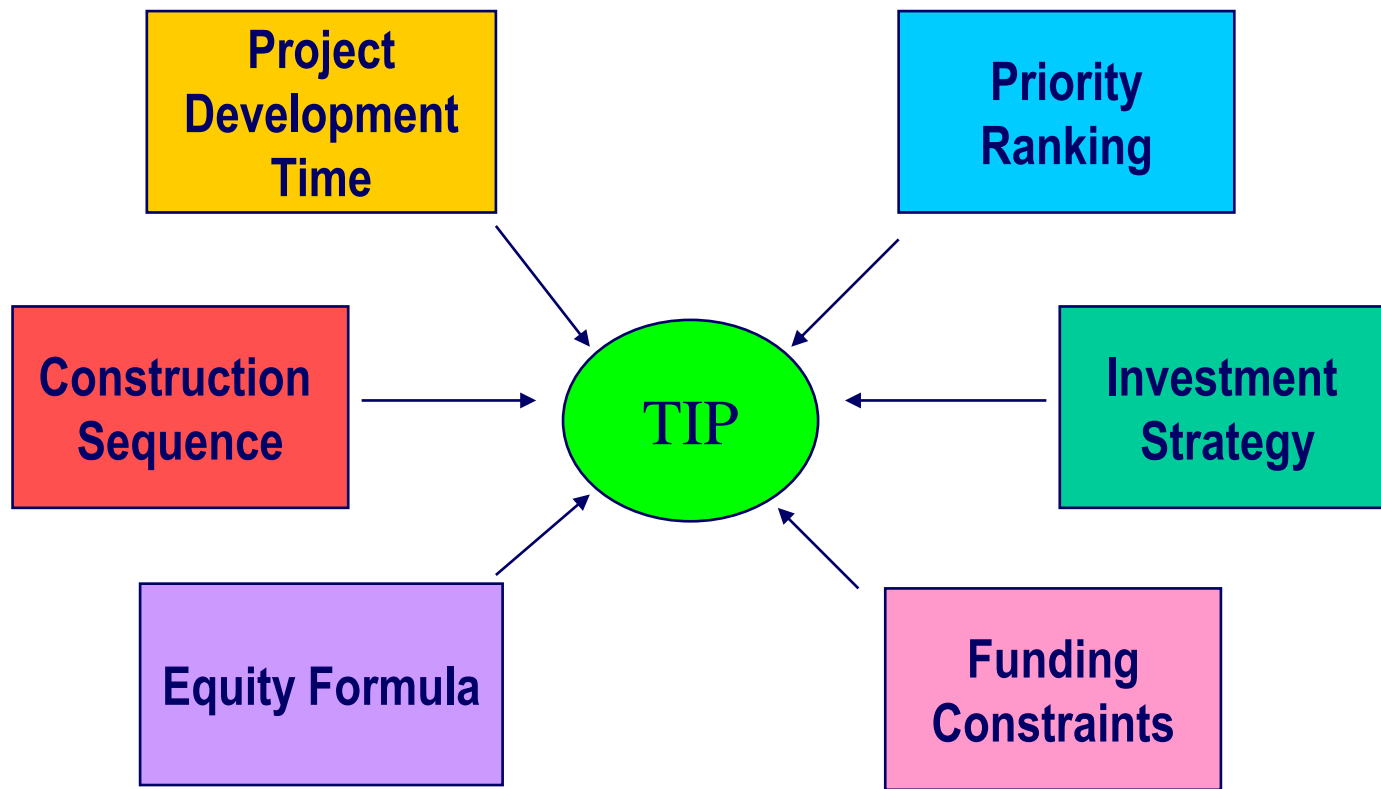 Project
Development
Time
Priority
Ranking
Construction
Sequence
TIP
Investment
Strategy
Equity Formula
Funding
Constraints